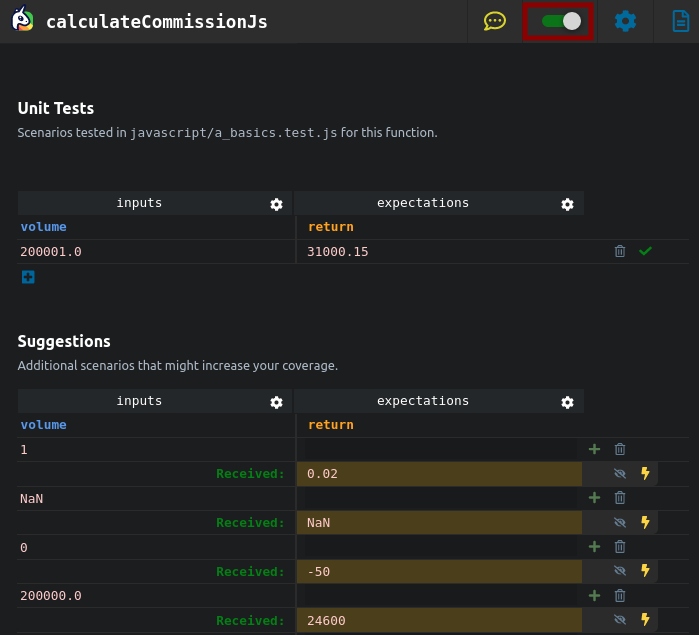 calculateCommissionJs
Unit Tests
Scenarios tested in javascript/a_basics.test.js for this function.
inputs expectations
volume return
200001.0 31000.15
Suggestions
Additional scenarios that might increase your coverage.
inputs expectations
volume return
1
Received: 0.02
NaN
Received: NaN
0
Received: -50
200000.0
Received: 24600